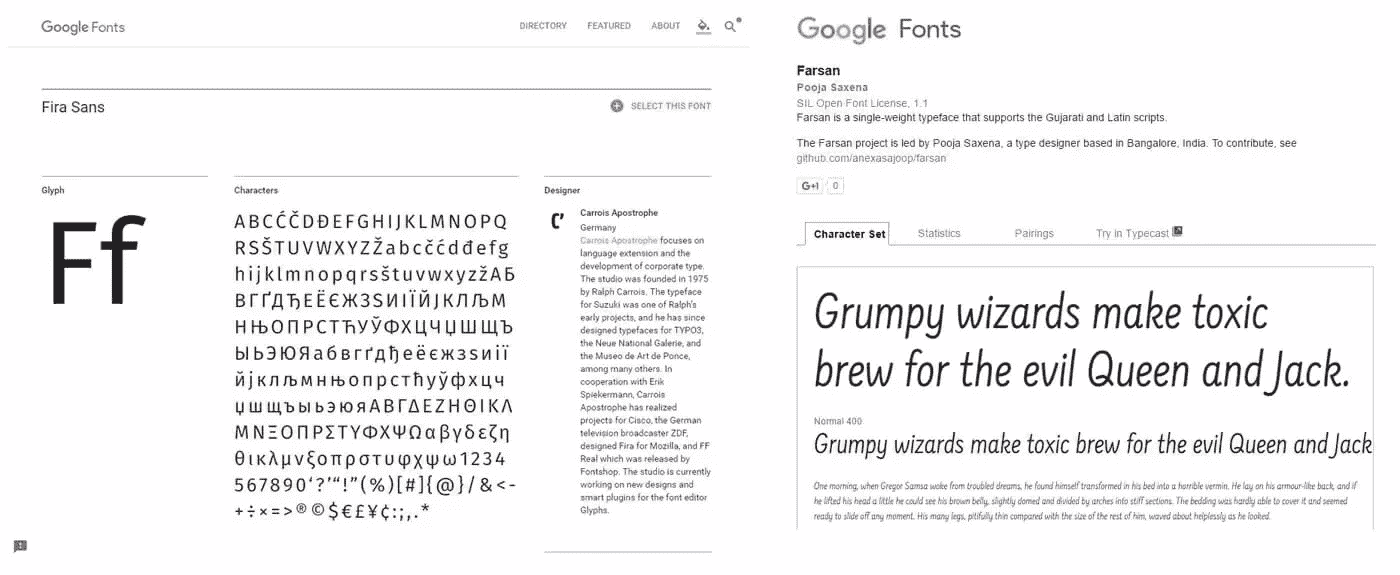 Google Fonts
DIRECTORY
FEATURED
ABOUT
Fira Sans
SELECT THIS FONT
Glyph
Ff
Characters
ABCĆČDĐEFGHIJKLMNOPQ
RSŠTUVWXYZŽabcčćdđefg
hijklmnopqrsštuvwxyzžАБ
ВГҐДЂЕЁЄЖЗЅИІЇЙЈКЛЉМ
НЊОПРСТЋУЎФХЦЧЏШЩЪ
ЫЬЭЮЯабвгґдђеёєжзѕиії
йјклљмнњопрстћуўфхцч
џшщъыьэюяΑΒΓΔΕΖΗΘΙΚΛ
ΜΝΞΟΠΡΣΤΥΦΧΨΩαβγδεζη
θικλμνξοπρστυφχψω1234
567890‘?’“!”(%)[#]{@}/&<-
+÷×=>®©$€£¥¢:;,.*
Designer
Carrois Apostrophe
Germany
Carrois Apostrophe focuses on
language extension and the
development of corporate type.
The studio was founded in 1975
by Ralph Carrois. The typeface
for Suzuki was one of Ralph’s
early projects, and he has since
designed typefaces for TYPO3,
the Neue National Galerie, and
the Museo de Art de Ponce,
among many others. In
cooperation with Erik
Spiekermann, Carrois
Apostrophe has realized
projects for Cisco, the German
television broadcaster ZDF,
designed Fira for Mozilla, and FF
Real which was released by
Fontshop. The studio is currently
working on new designs and
smart plugins for the font editor
Glyphs.
Google Fonts
Farsan
Pooja Saxena
SIL Open Font License, 1.1
Farsan is a single-weight typeface that supports the Gujarati and Latin scripts.
The Farsan project is led by Pooja Saxena, a type designer based in Bangalore, India. To contribute, see
github.com/anexasajoop/farsan
G+1 0
Character Set
Statistics
Pairings
Try in Typecast
Grumpy wizards make toxic
brew for the evil Queen and Jack.
Normal 400
Grumpy wizards make toxic brew for the evil Queen and Jack
One morning, when Gregor Samsa woke from troubled dreams, he found himself transformed in his bed into a horrible vermin. He lay on his armour-like back, and if
he lifted his head a little he could see his brown belly, slightly domed and divided by arches into stiff sections. The bedding was hardly able to cover it and seemed
ready to slide off any moment. His many legs, pitifully thin compared with the size of the rest of him, waved about helplessly as he looked.